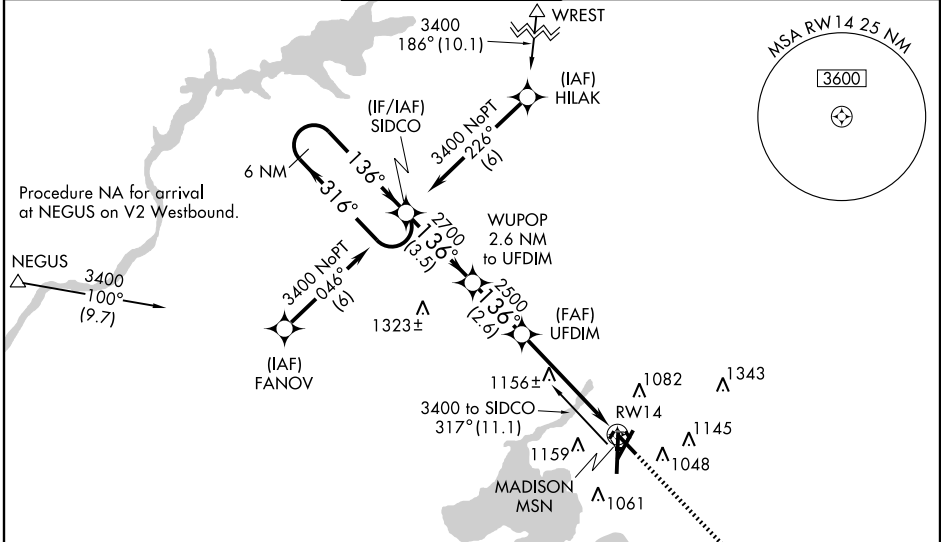 3400
186° (10.1)
WREST
(IAF)
HILAK
MSA RW14 25 NM
3600
(IF/IAF)
SIDCO
3400 NoPT
226°
(6)
6 NM
136°
316°
Procedure NA for arrival
at NEGUS on V2 Westbound.
NEGUS
3400
100°
(9.7)
3400 NoPT
046°
(6)
(IAF)
FANOV
2700
136°
(3.5)
WUPOP
2.6 NM
to UFDIM
2500
136°
(2.6)
(FAF)
UFDIM
1323±
1156±
3400 to SIDCO
317° (11.1)
1082
1343
RW14
1145
1159
1048
MADISON
MSN
1061